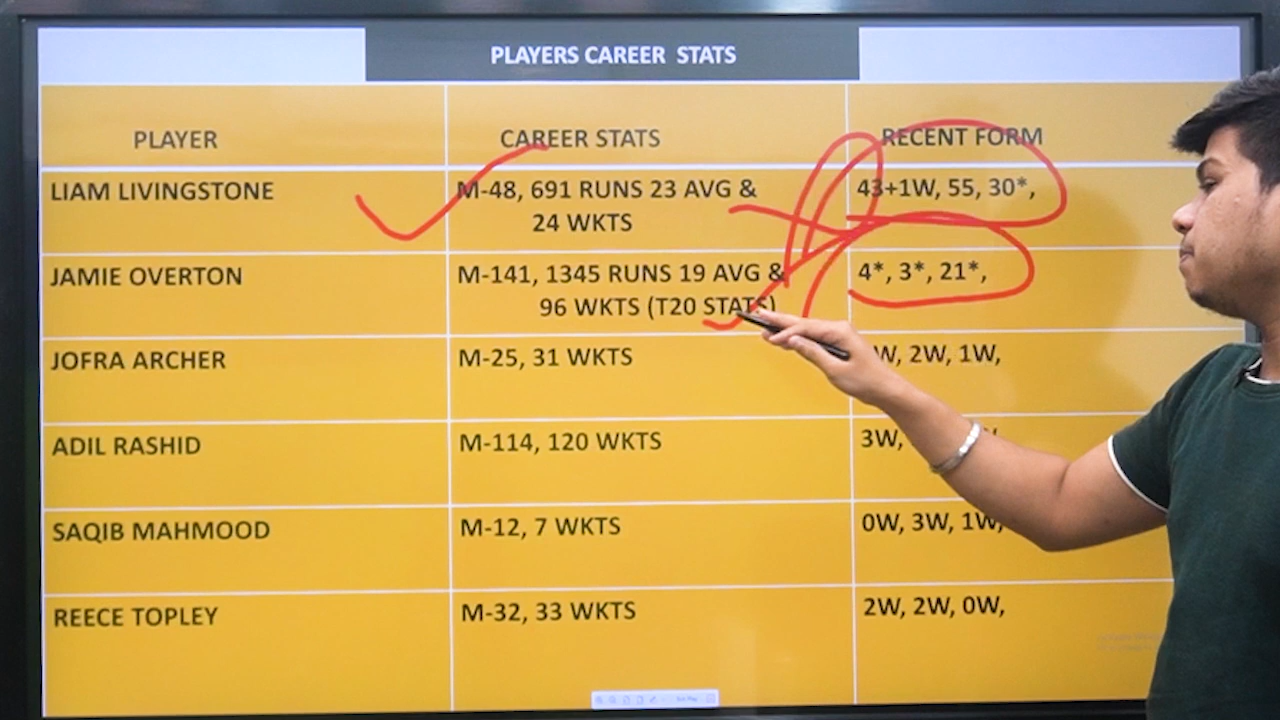 PLAYERS CAREER STATS
PLAYER CAREER STATS RECENT FORM
LIAM LIVINGSTONE M-48, 691 RUNS 23 AVG & 43+1W, 55, 30*,
24 WKTS
JAMIE OVERTON M-141, 1345 RUNS 19 AVG & 4*, 3*, 21*,
96 WKTS (T20 STATS)
JOFRA ARCHER M-25, 31 WKTS 2W, 1W,
ADIL RASHID M-114, 120 WKTS 3W,
SAQIB MAHMOOD M-12, 7 WKTS 0W, 3W, 1W,
REECE TOPLEY M-32, 33 WKTS 2W, 2W, 0W,